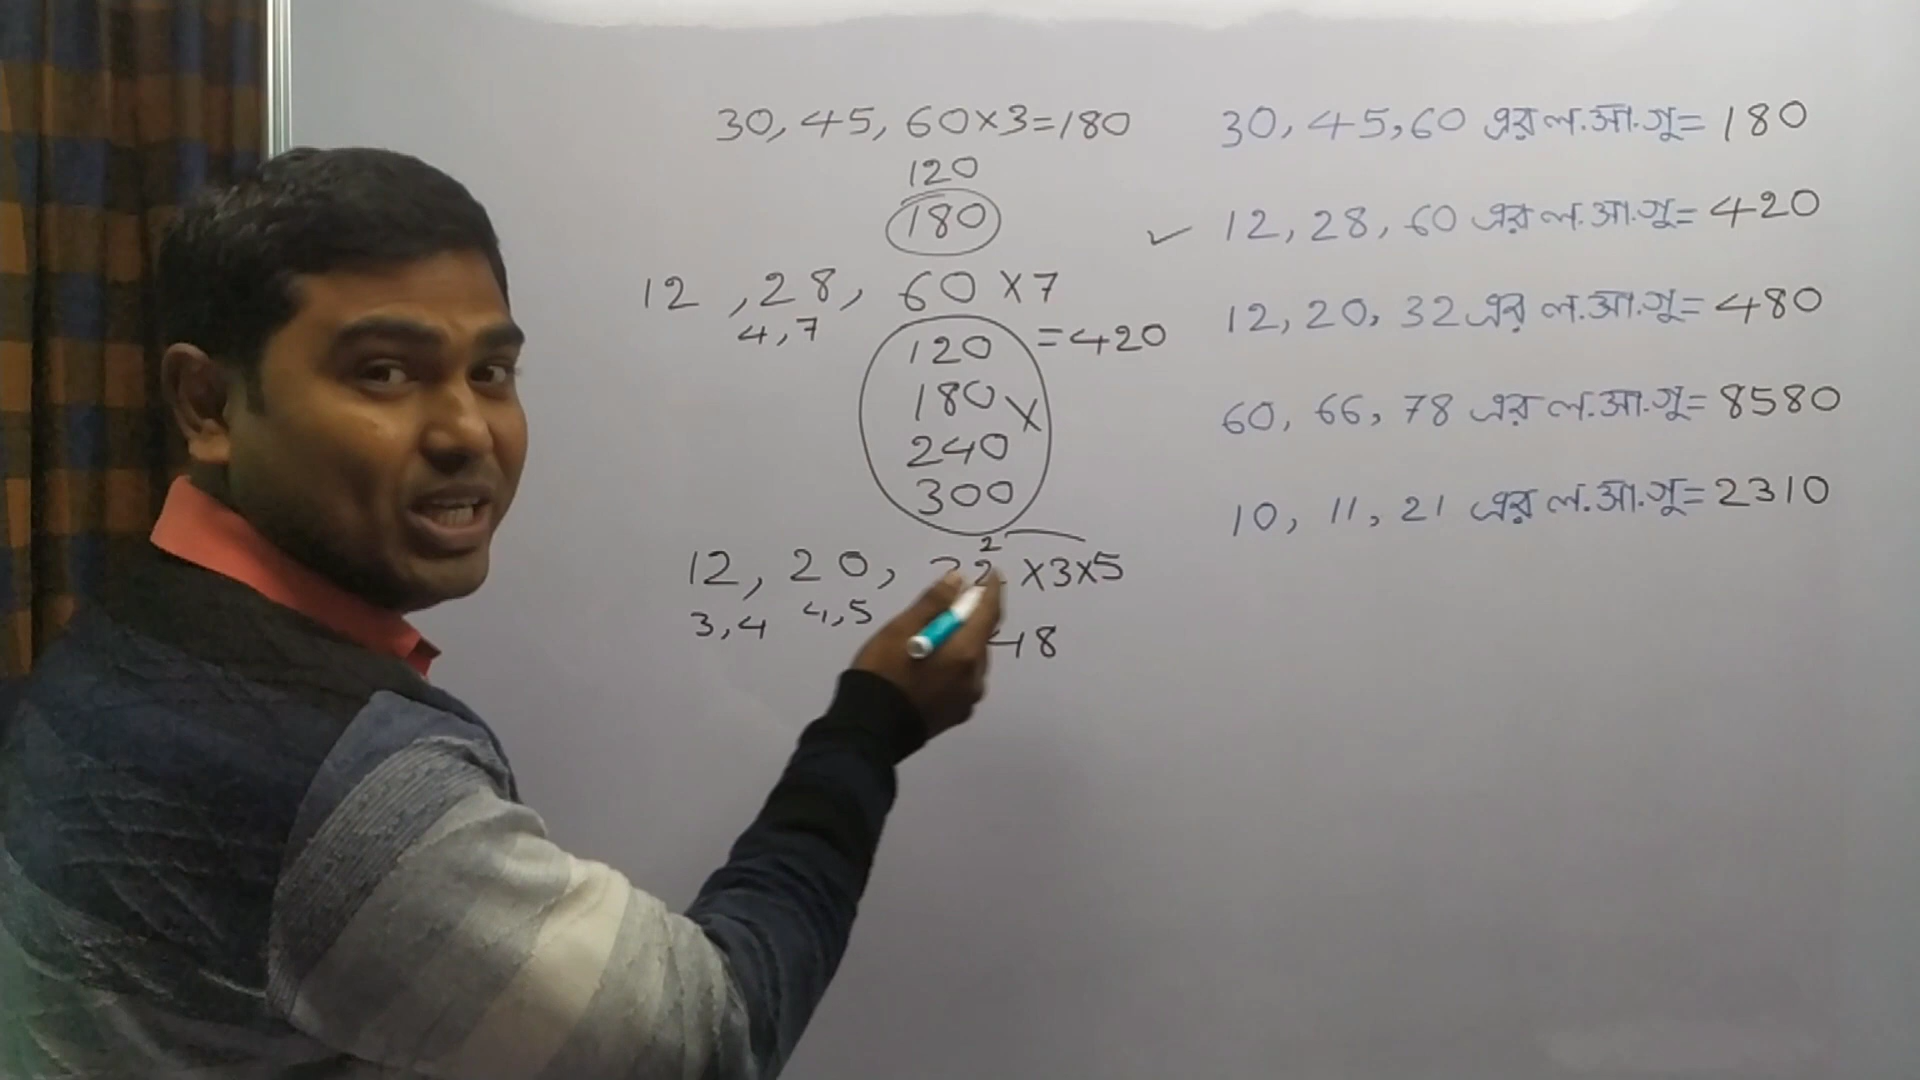 30, 45, 60×3=180
120
180
12 ,28, 60×7
4,7
=420
120
180 ×
240
300
12, 20, 32 ×3×5
2
3,4 4,5
48
30, 45,60 এর ল.সা.গু= 180
✓ 12, 28, 60 এর ল.সা.গু= 420
12, 20, 32 এর ল.সা.গু= 480
60, 66, 78 এর ল.সা.গু= 8580
10, 11, 21 এর ল.সা.গু= 2310